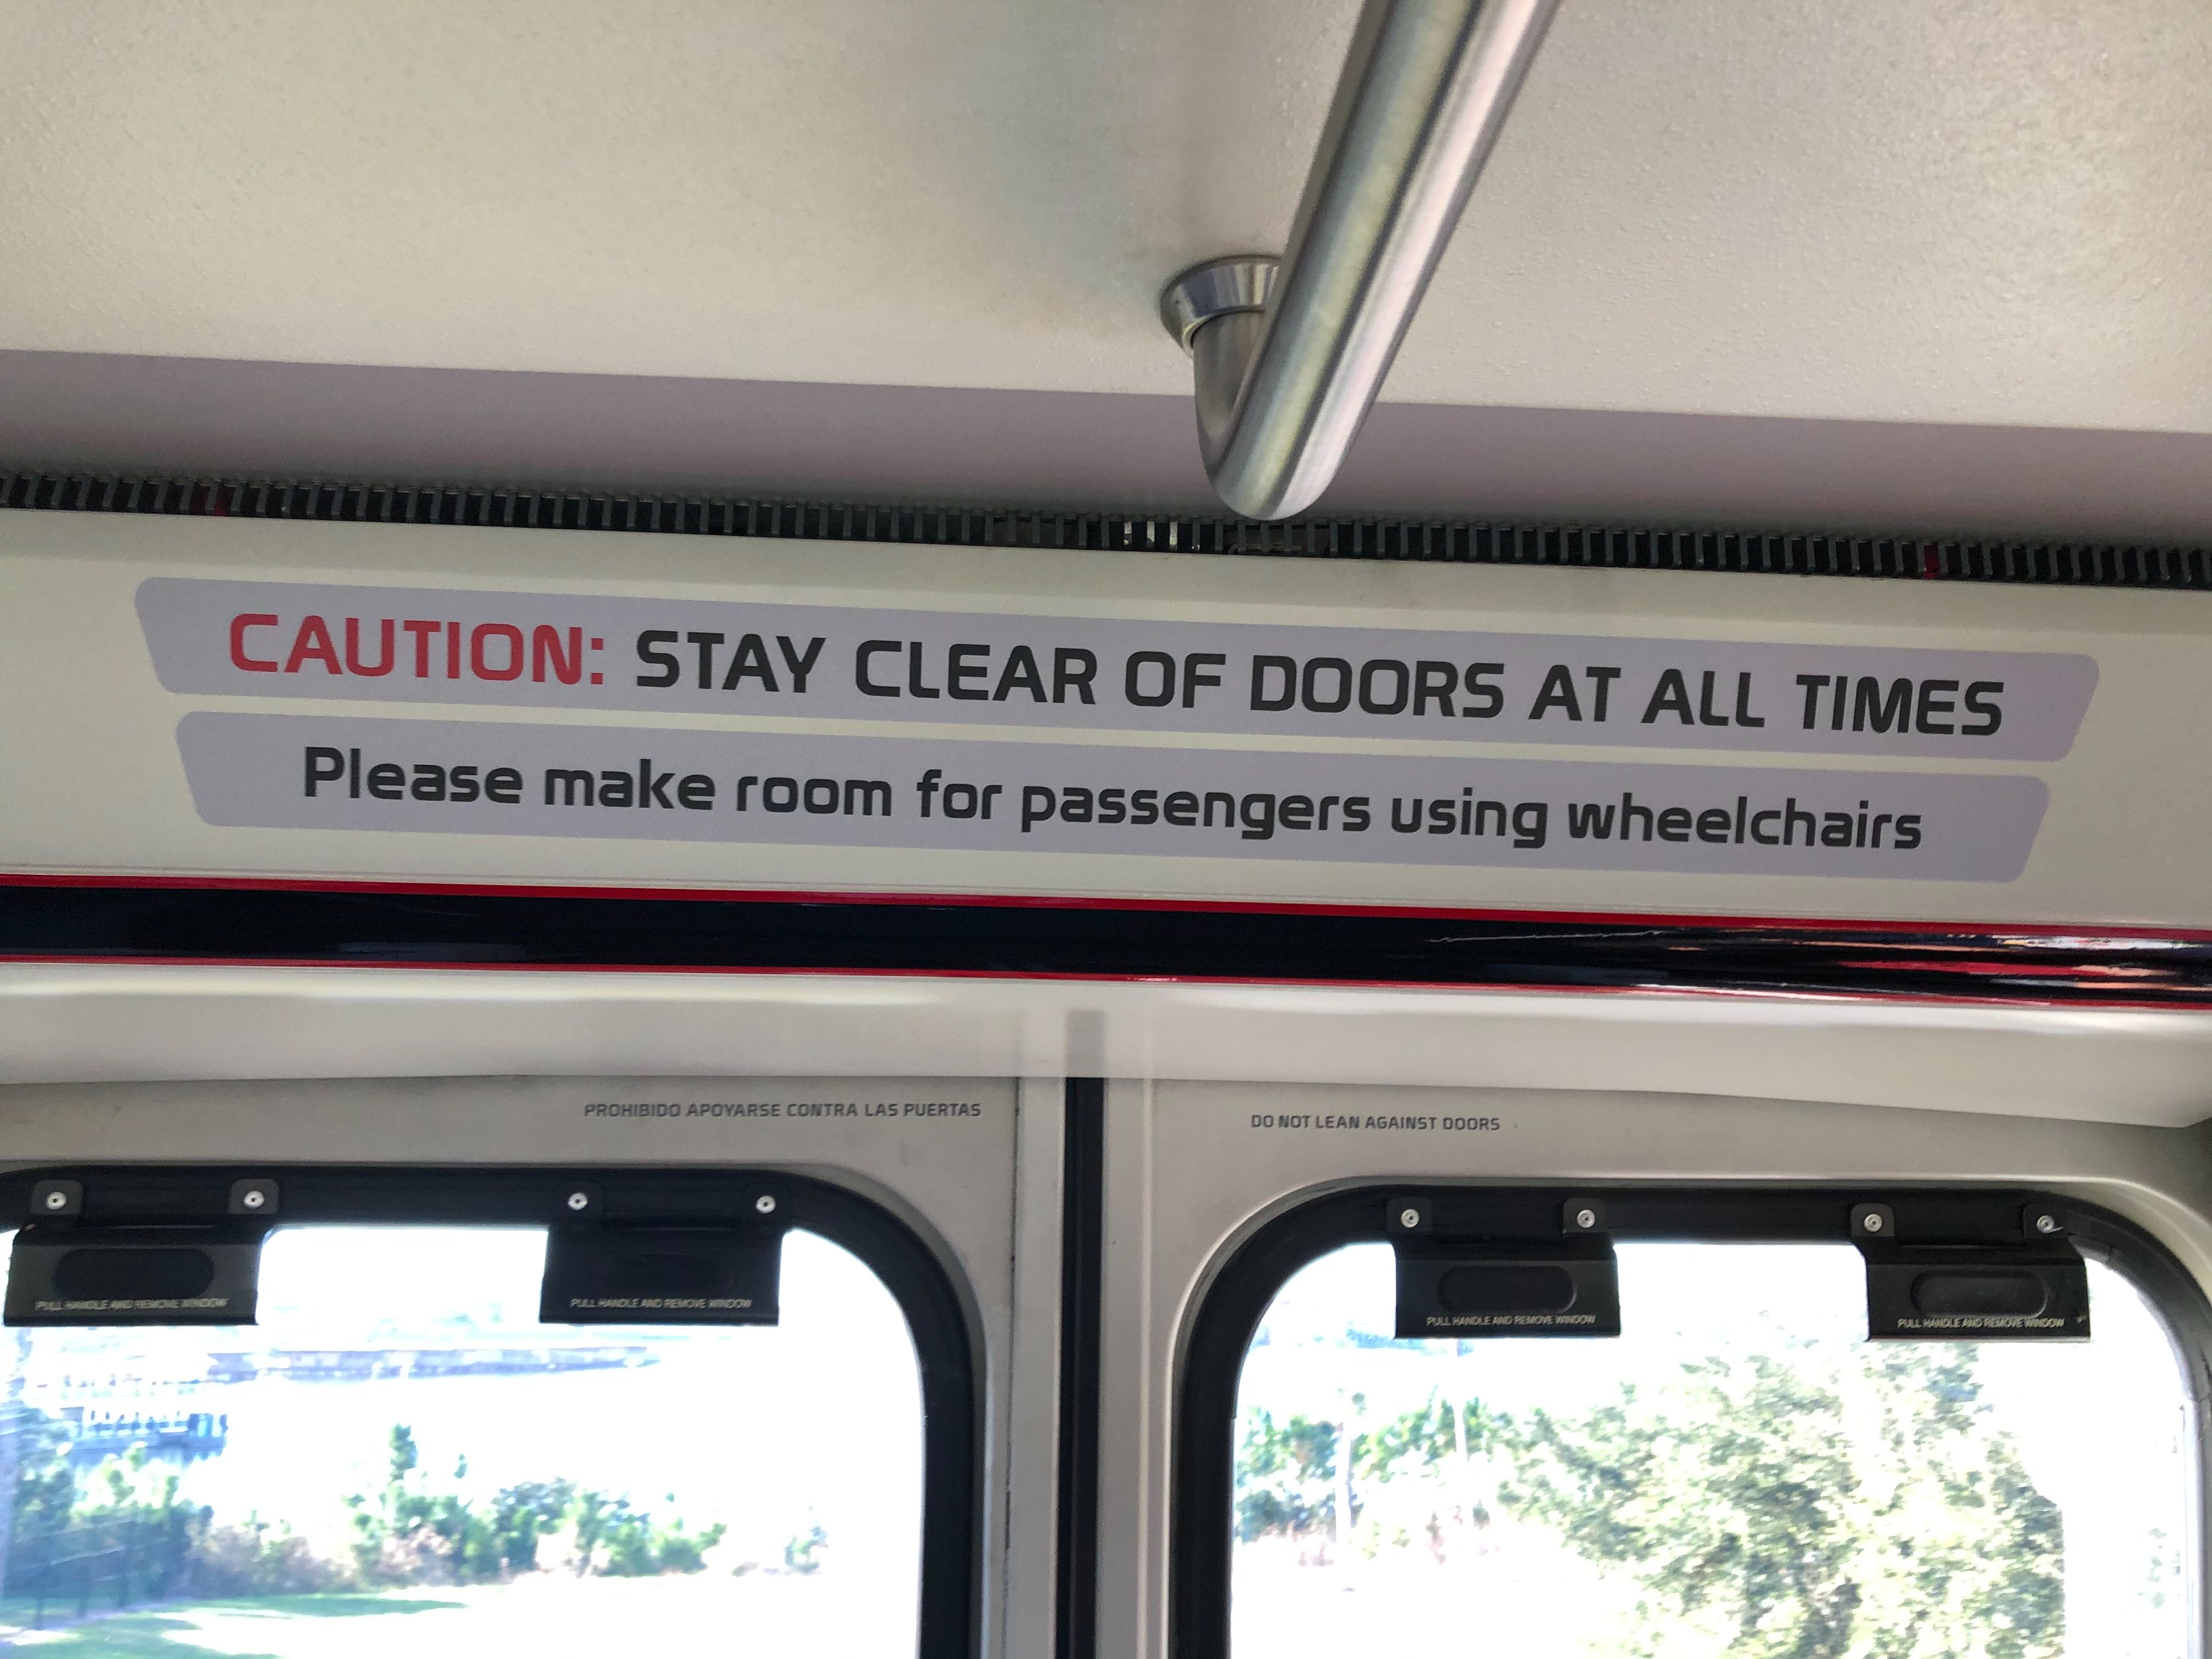 CAUTION: STAY CLEAR OF DOORS AT ALL TIMES
Please make room for passengers using wheelchairs
PROHIBIDO APOYARSE CONTRA LAS PUERTAS
DO NOT LEAN AGAINST DOORS
PULL HANDLE AND REMOVE WINDOW
PULL HANDLE AND REMOVE WINDOW
PULL HANDLE AND REMOVE WINDOW
PULL HANDLE AND REMOVE WINDOW